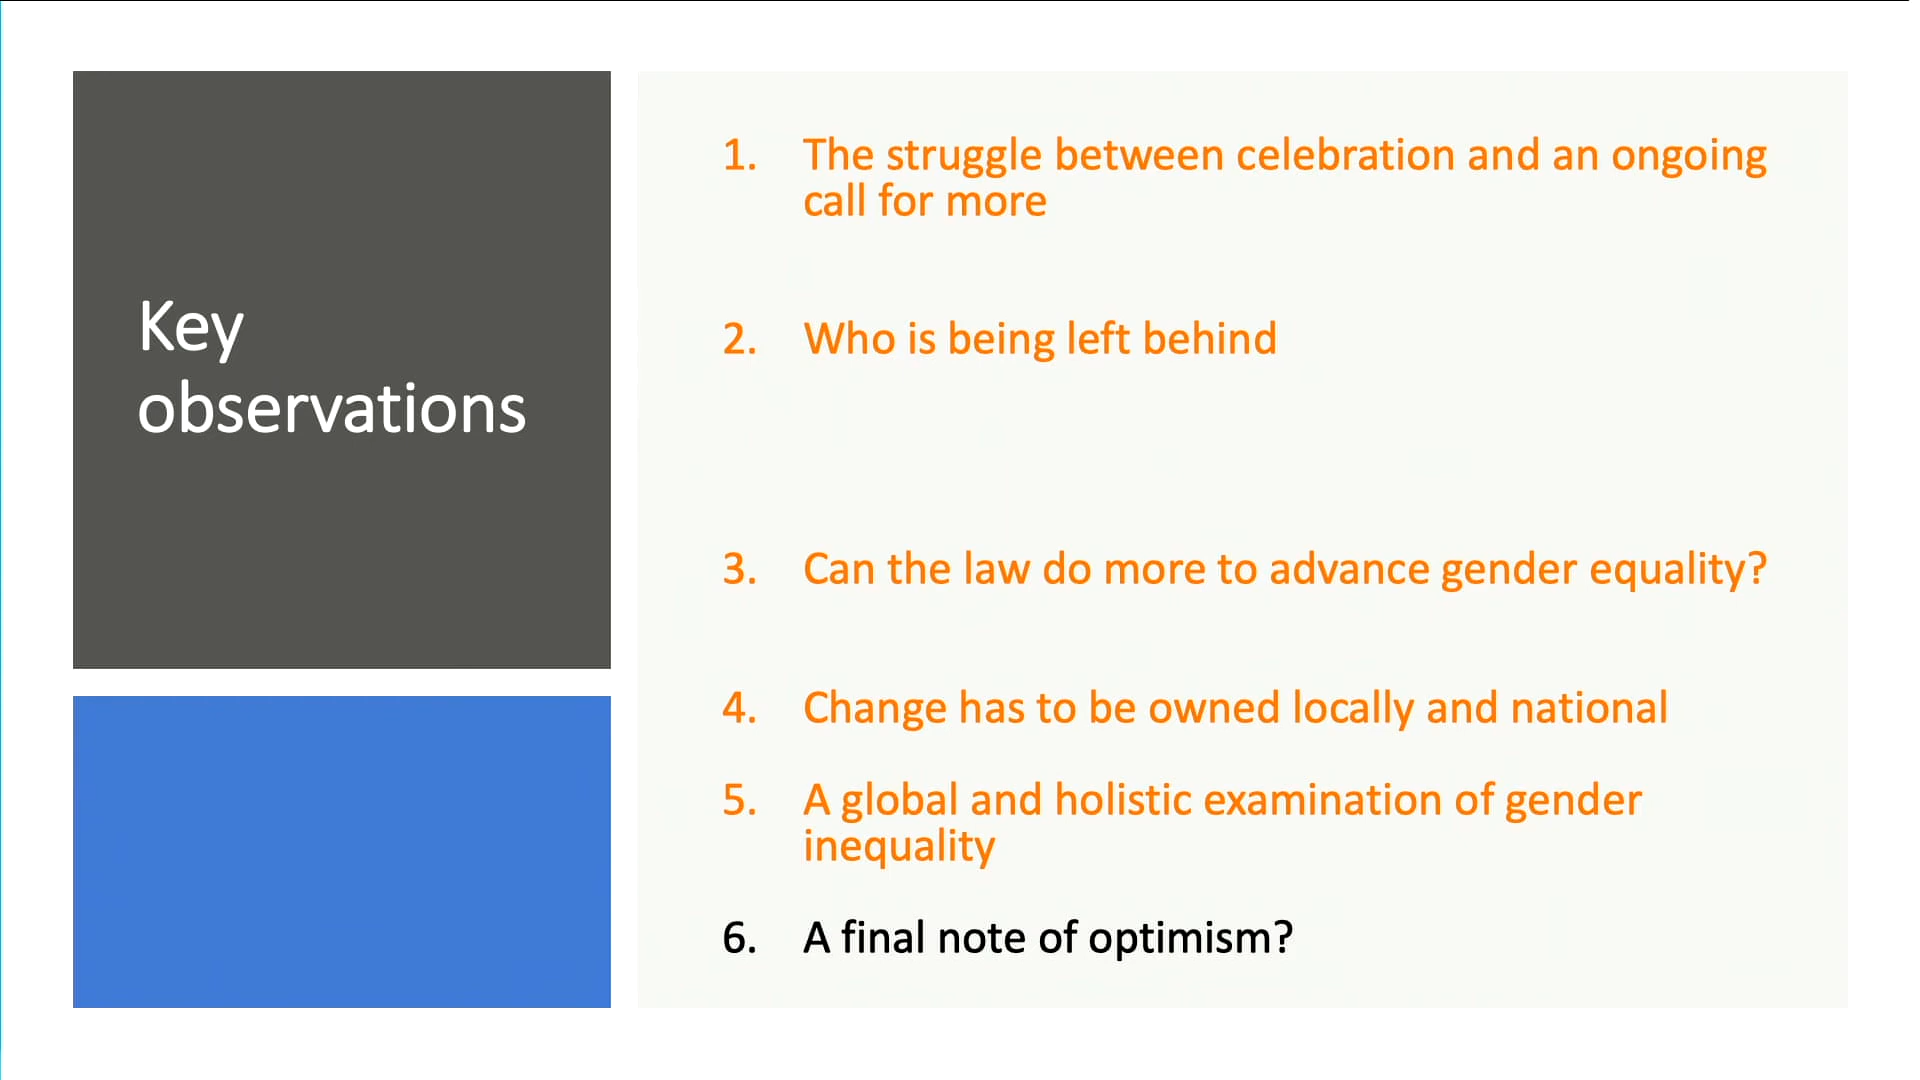 Key
observations
1. The struggle between celebration and an ongoing
call for more
2. Who is being left behind
3. Can the law do more to advance gender equality?
4. Change has to be owned locally and national
5. A global and holistic examination of gender
inequality
6. A final note of optimism?